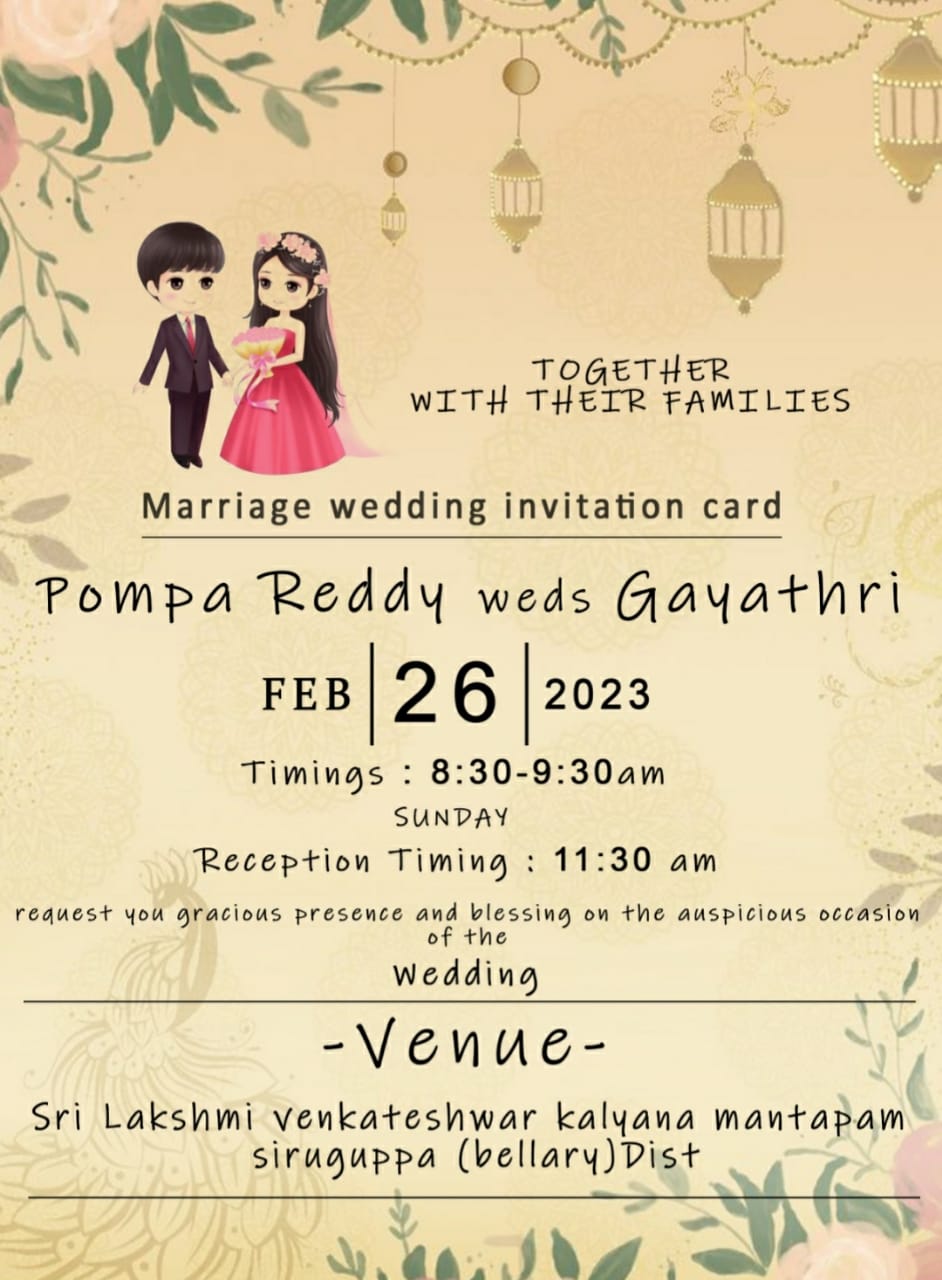 TOGETHER
WITH THEIR FAMILIES
Marriage wedding invitation card
Pompa Reddy weds Gayathri
FEB 26 2023
Timings : 8:30-9:30am
SUNDAY
Reception Timing : 11:30 am
request you gracious presence and blessing on the auspicious occasion
of the
Wedding
-Venue-
Sri Lakshmi venkateshwar kalyana mantapam
siruguppa (bellary)Dist